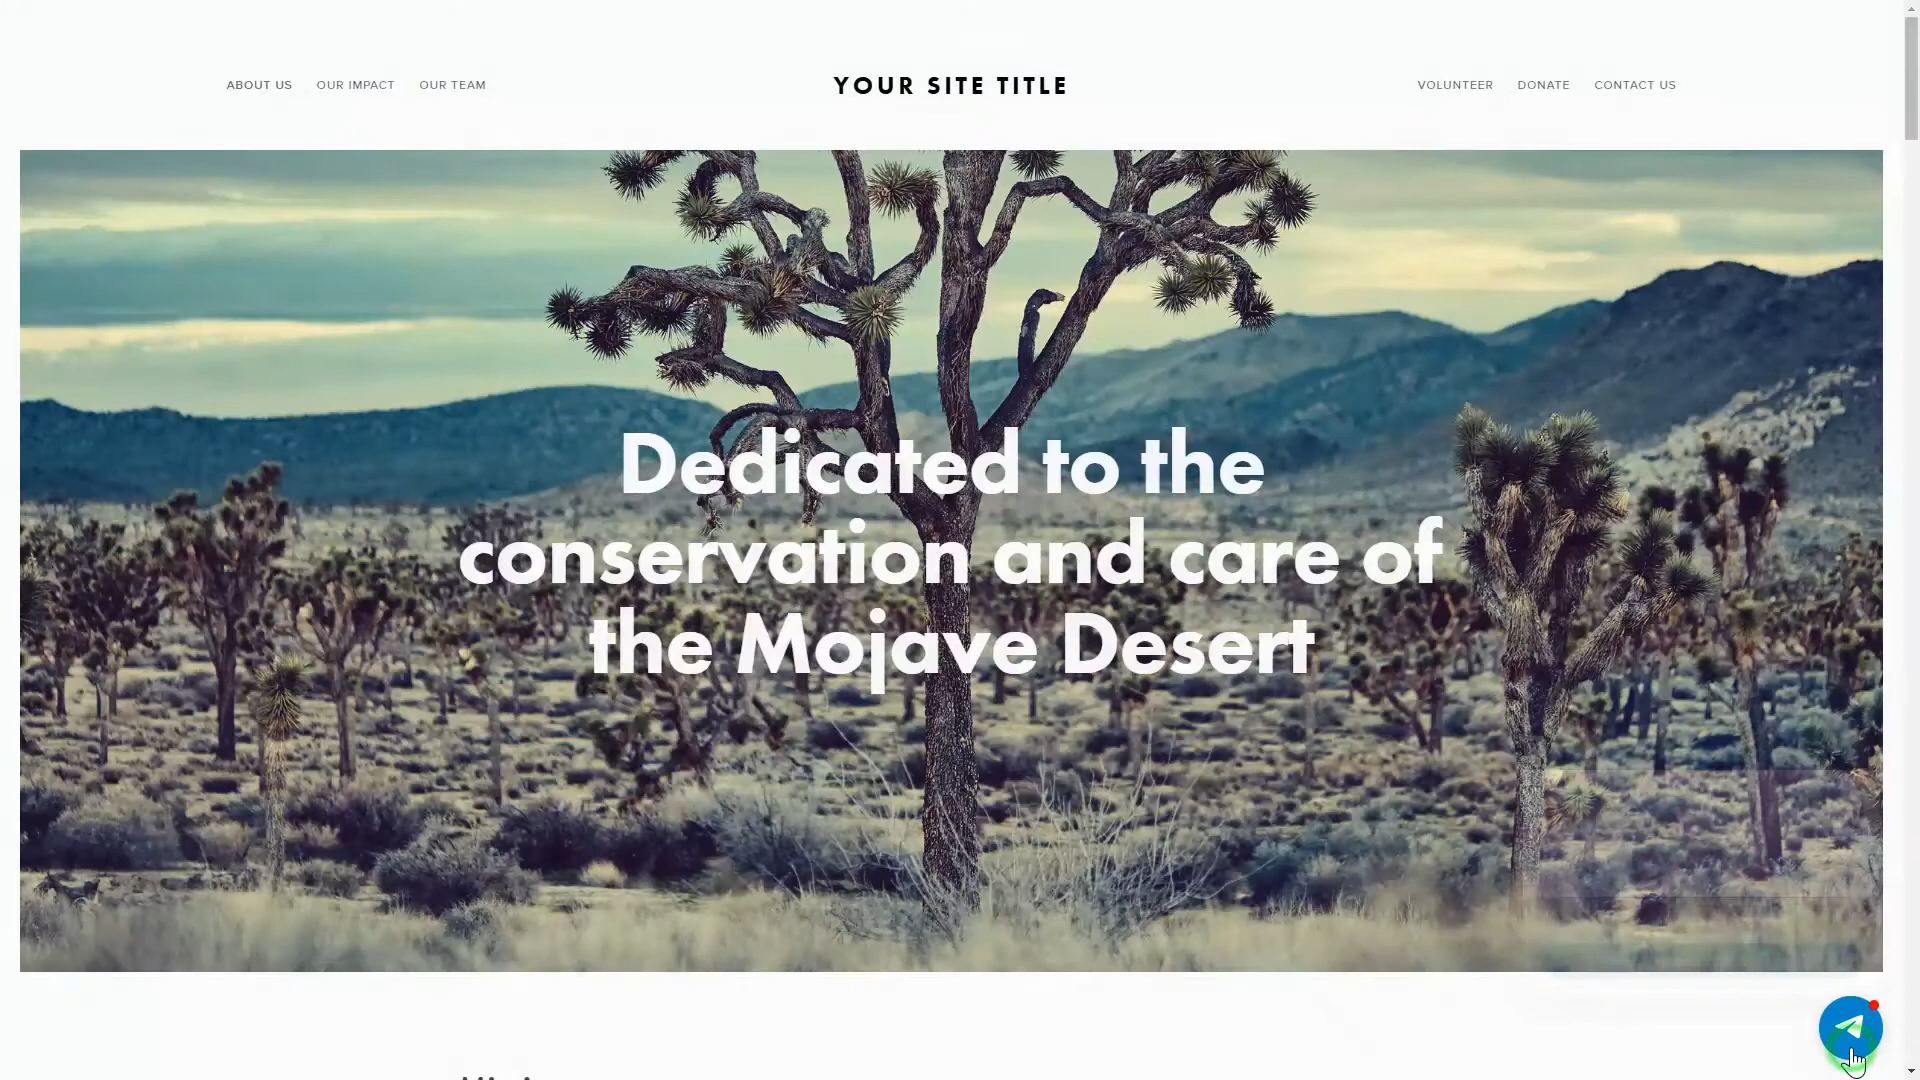 ABOUT US OUR IMPACT OUR TEAM YOUR SITE TITLE VOLUNTEER DONATE CONTACT US
Dedicated to the
conservation and care of
the Mojave Desert